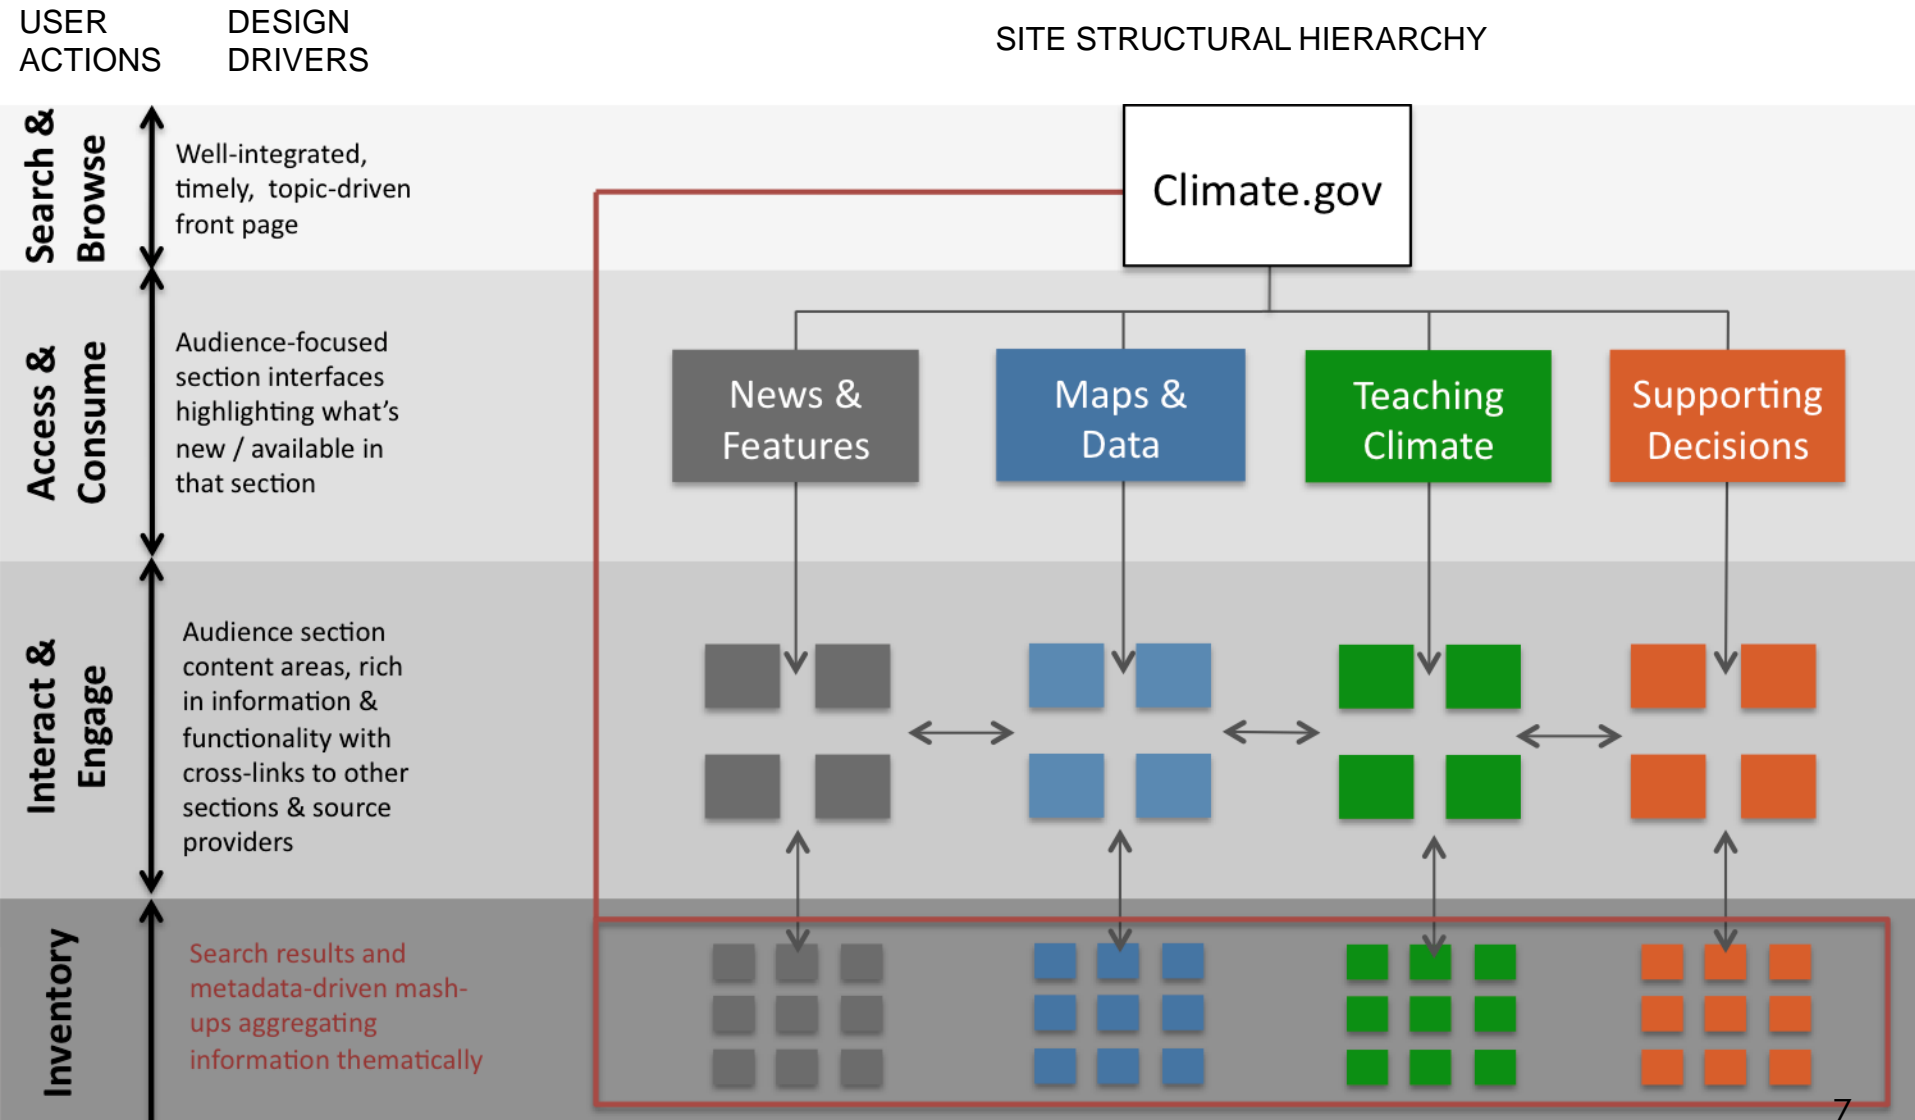 USER
ACTIONS
DESIGN
DRIVERS
SITE STRUCTURAL HIERARCHY
Search &
Browse
Well-integrated,
timely, topic-driven
front page
Climate.gov
Access &
Consume
Audience-focused
section interfaces
highlighting what's
new / available in
that section
News &
Features
Maps &
Data
Teaching
Climate
Supporting
Decisions
Interact &
Engage
Audience section
content areas, rich
in information &
functionality with
cross-links to other
sections & source
providers
Inventory
Search results and
metadata-driven mash-
ups aggregating
information thematically
7